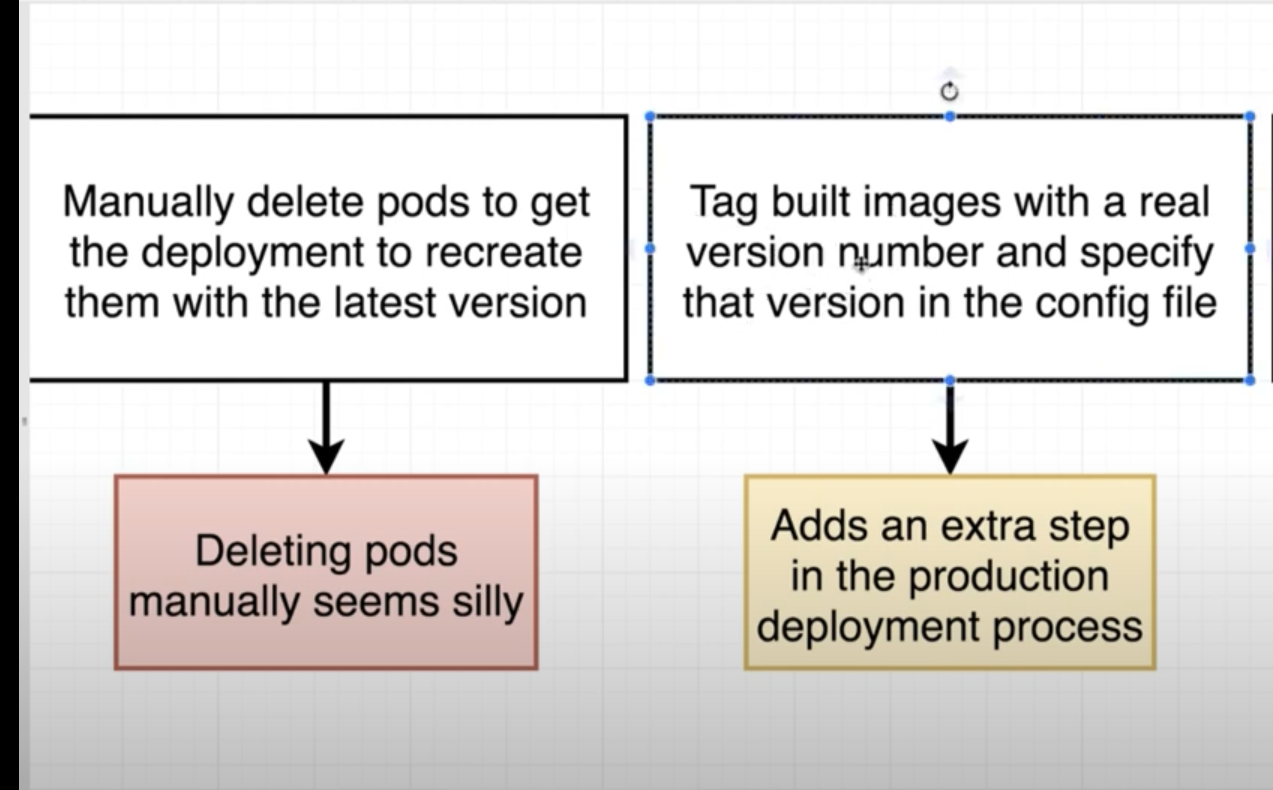 Manually delete pods to get
the deployment to recreate
them with the latest version
Deleting pods
manually seems silly
Tag built images with a real
version number and specify
that version in the config file
Adds an extra step
in the production
deployment process